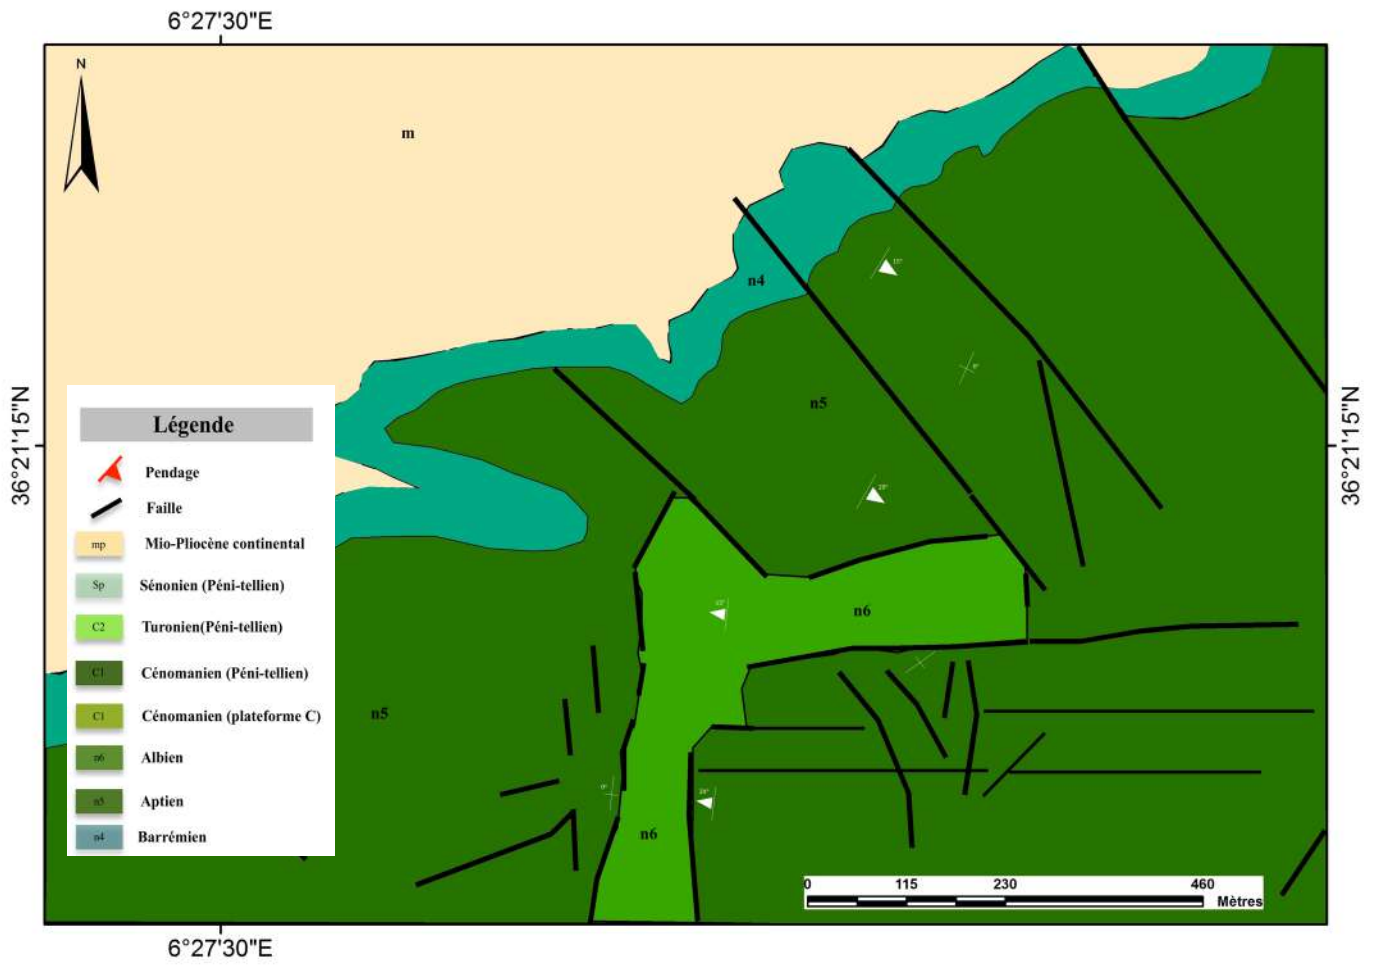 6°27'30"E
N
m
n4
n5
36°21'15"N
36°21'15"N
Légende
Pendage
Faille
mp Mio-Pliocène continental
Sp Sénonien (Péni-tellien)
C2 Turonien(Péni-tellien)
C1 Cénomanien (Péni-tellien)
C1 Cénomanien (plateforme C)
n6 Albien
n5 Aptien
n4 Barrémien
n6
n5
n6
0 115 230 460
Mètres
6°27'30"E